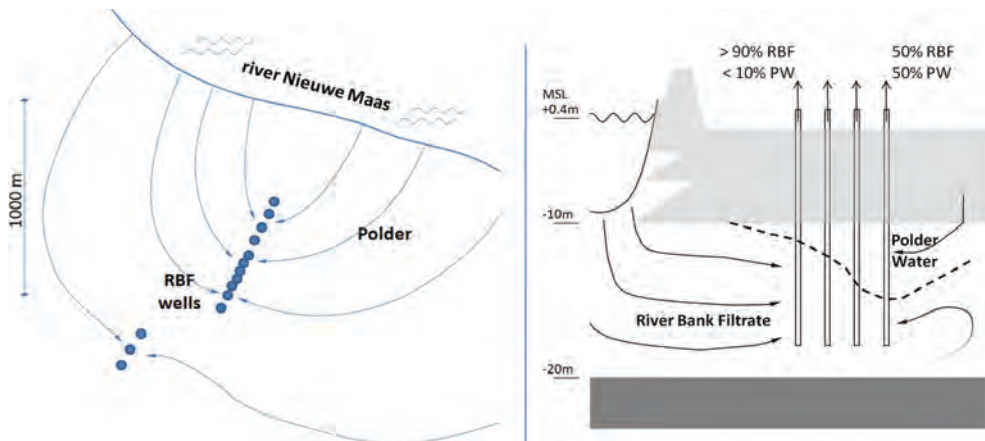 river Nieuwe Maas
1000 m
Polder
RBF
wells
> 90% RBF
< 10% PW
50% RBF
50% PW
MSL
+0.4m
-10m
Polder
Water
River Bank Filtrate
-20m